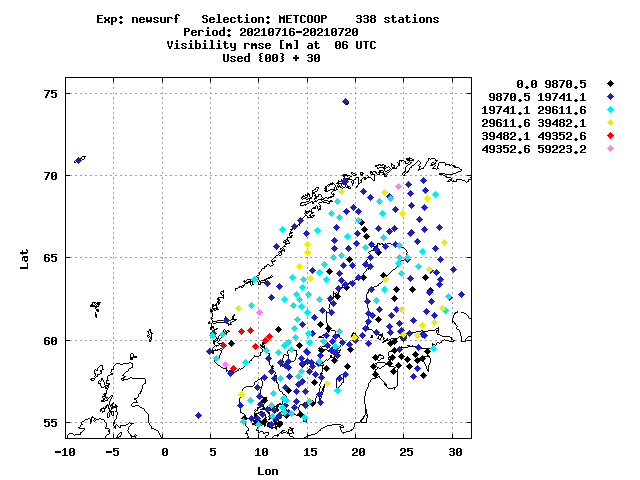 Exp: newsurf   Selection: METCOOP    338 stations
Period: 20210716-20210720
Visibility rmse [m] at  06 UTC
Used {00} + 30
0.0 9870.5
9870.5 19741.1
19741.1 29611.6
29611.6 39482.1
39482.1 49352.6
49352.6 59223.2
75
70
65
60
55
Lat
-10 -5 0 5 10 15 20 25 30
Lon